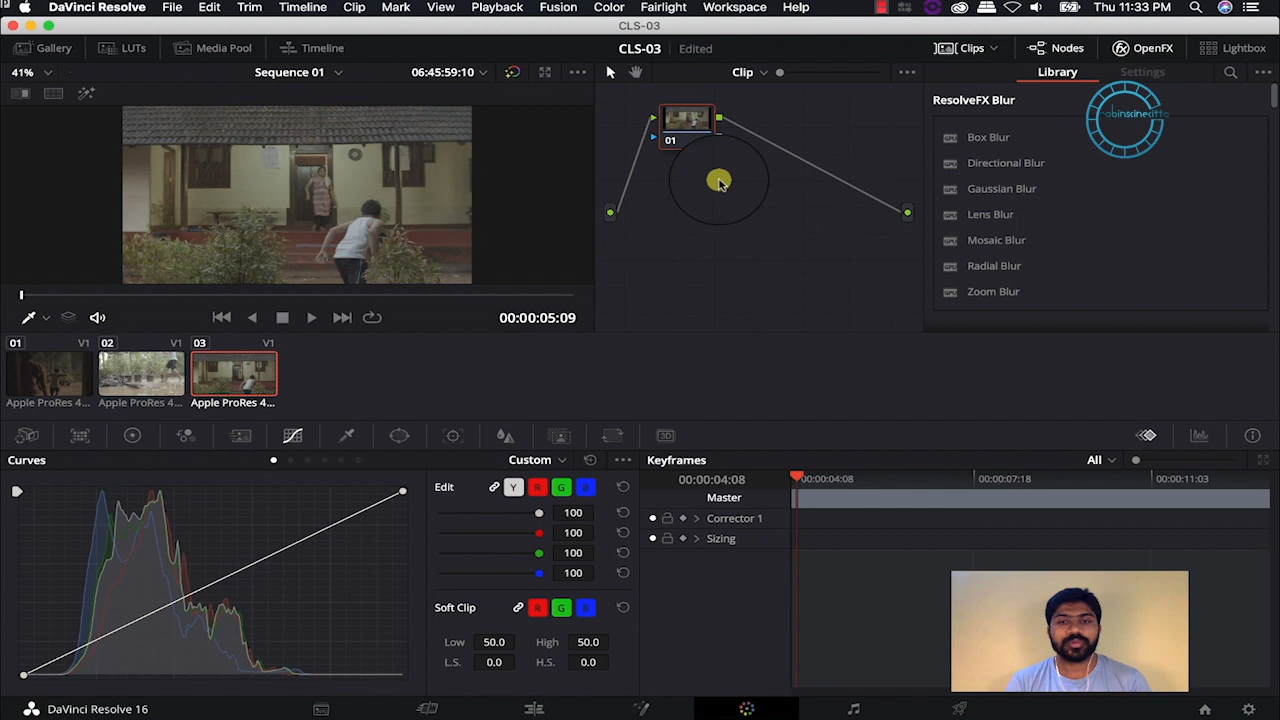 DaVinci Resolve File Edit Trim Timeline Clip Mark View Playback Fusion Color Fairlight Workspace Help Thu 11:33 PM
CLS-03
Gallery LUTs Media Pool Timeline CLS-03 Edited Clips Nodes OpenFX Lightbox
41% Sequence 01 06:45:59:10 Clip Library Settings
ResolveFX Blur
Box Blur
Directional Blur
Gaussian Blur
Lens Blur
Mosaic Blur
Radial Blur
Zoom Blur
01
00:00:05:09
01 V1 02 V1 03 V1
Apple ProRes 4... Apple ProRes 4... Apple ProRes 4...
3D
Curves Custom Keyframes All
Edit Y R G B
100
100
100
100
Soft Clip R G B
Low 50.0 High 50.0
L.S. 0.0 H.S. 0.0
00:00:04:08 00:00:04:08 00:00:07:18 00:00:11:03
Master
Corrector 1
Sizing
DaVinci Resolve 16